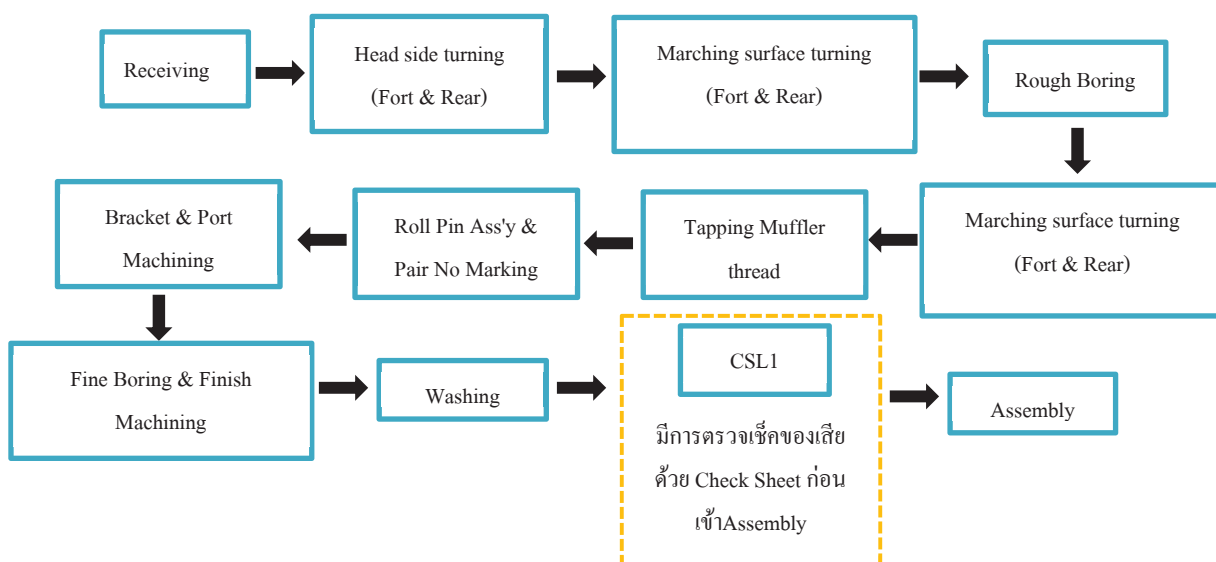 Receiving
Head side turning
(Fort & Rear)
Marching surface turning
(Fort & Rear)
Rough Boring
Marching surface turning
(Fort & Rear)
Tapping Muffler
thread
Roll Pin Ass'y &
Pair No Marking
Bracket & Port
Machining
Fine Boring & Finish
Machining
Washing
CSL1
มีการตรวจเช็คของเสีย
ด้วย Check Sheet ก่อน
เข้าAssembly
Assembly